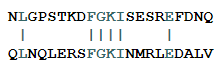 NLGPSTKDFGKISESREFDNQ
| |||| |
QLNQLERSFGKINMRLEDALV